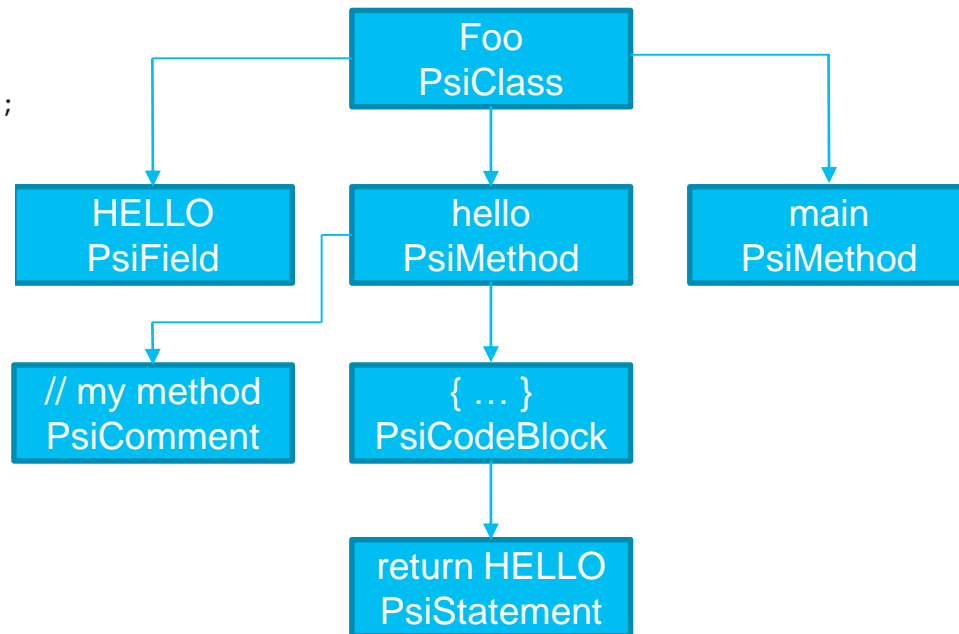 Foo
PsiClass
;
HELLO
PsiField
hello
PsiMethod
main
PsiMethod
// my method
PsiComment
{ … }
PsiCodeBlock
return HELLO
PsiStatement